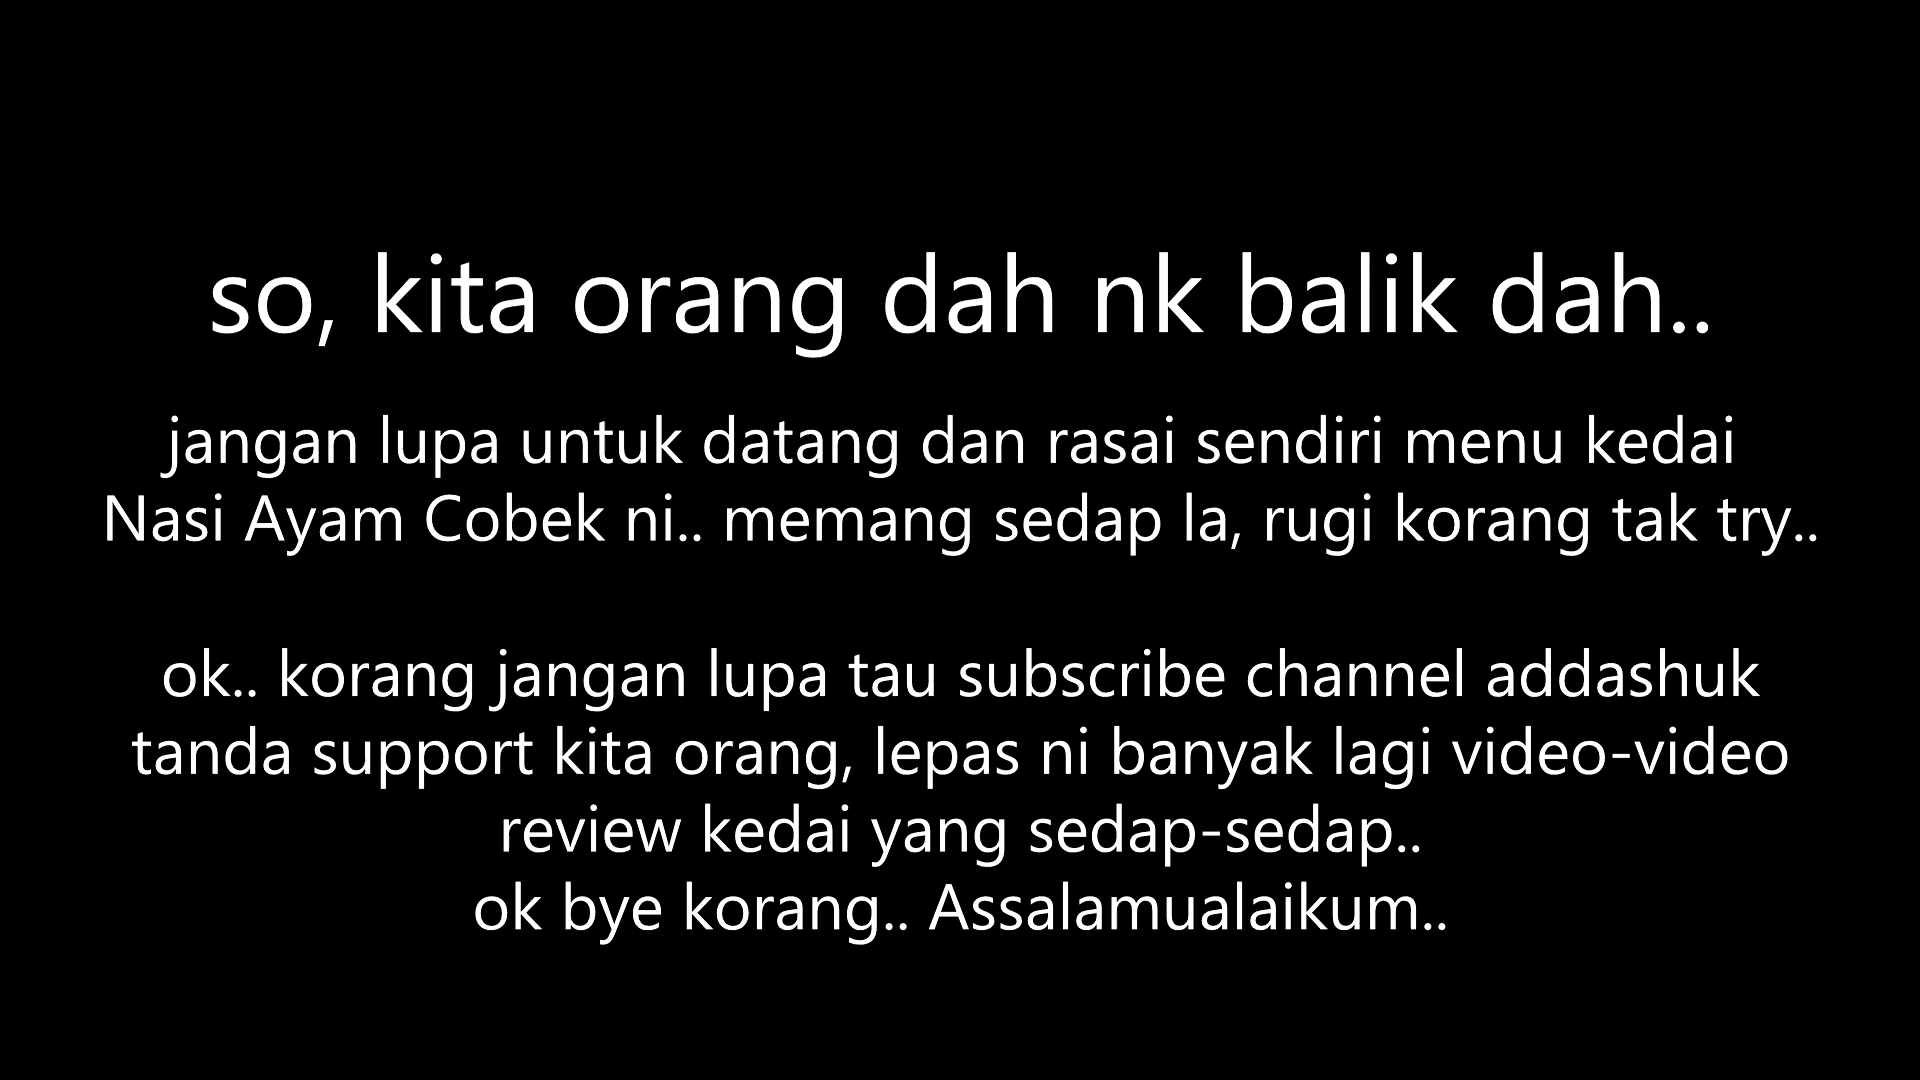 so, kita orang dah nk balik dah..
jangan lupa untuk datang dan rasai sendiri menu kedai
Nasi Ayam Cobek ni.. memang sedap la, rugi korang tak try..
ok.. korang jangan lupa tau subscribe channel addashuk
tanda support kita orang, lepas ni banyak lagi video-video
review kedai yang sedap-sedap..
ok bye korang.. Assalamualaikum..